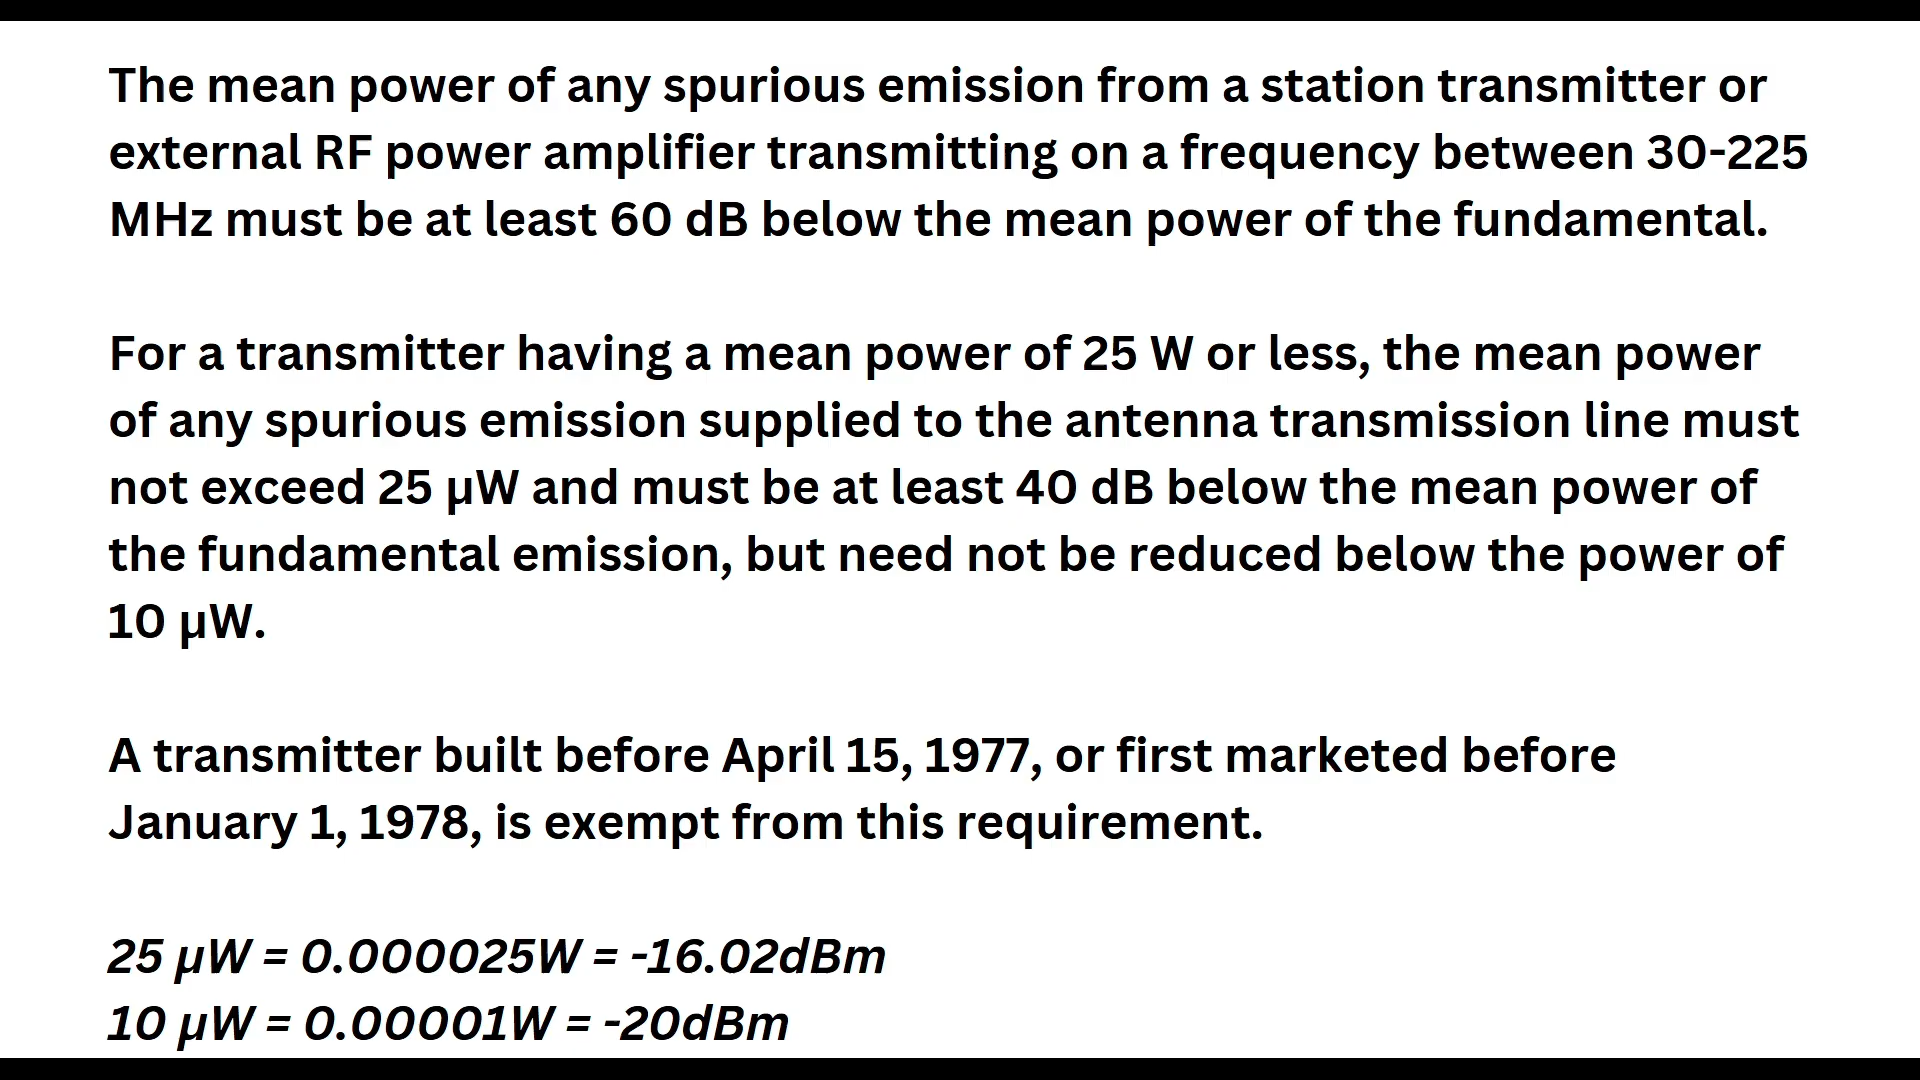 The mean power of any spurious emission from a station transmitter or
external RF power amplifier transmitting on a frequency between 30-225
MHz must be at least 60 dB below the mean power of the fundamental.
For a transmitter having a mean power of 25 W or less, the mean power
of any spurious emission supplied to the antenna transmission line must
not exceed 25 µW and must be at least 40 dB below the mean power of
the fundamental emission, but need not be reduced below the power of
10 µW.
A transmitter built before April 15, 1977, or first marketed before
January 1, 1978, is exempt from this requirement.
25 µW = 0.000025W = -16.02dBm
10 µW = 0.00001W = -20dBm